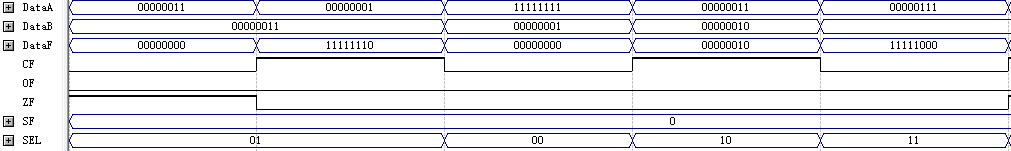 DataA 00000011 00000001 11111111 00000011 00000111
DataB 00000011 00000001 00000010
DataF 00000000 11111110 00000000 00000010 11111000
CF
OF
ZF
SF 0
SEL 01 00 10 11